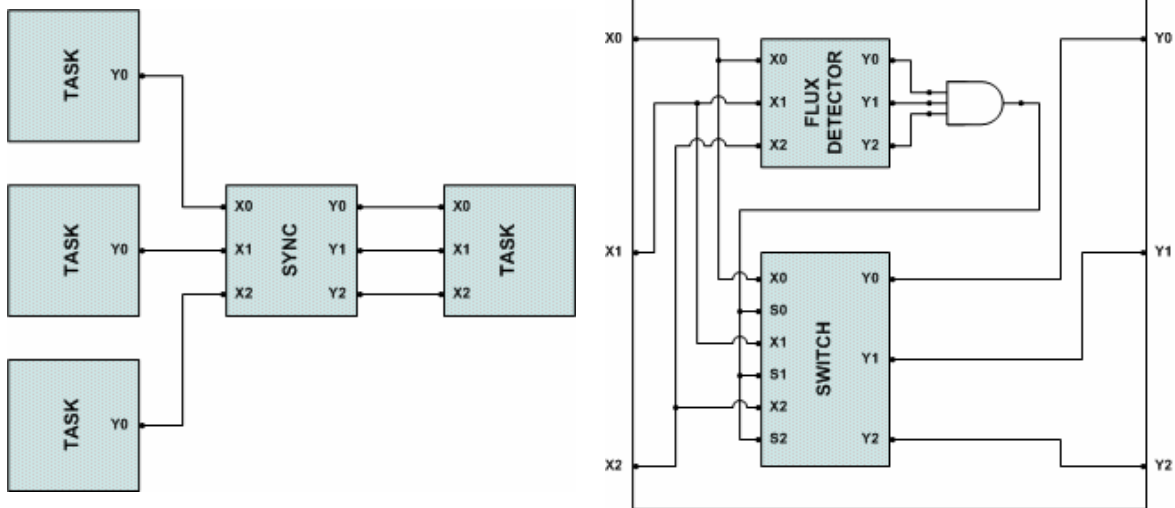 TASK
Y0
TASK
Y0
TASK
Y0
SYNC
X0
X1
X2
Y0
Y1
Y2
TASK
X0
X1
X2
X0
X1
X2
FLUX
DETECTOR
X0
X1
X2
Y0
Y1
Y2
SWITCH
X0
S0
X1
S1
X2
S2
Y0
Y1
Y2
Y0
Y1
Y2